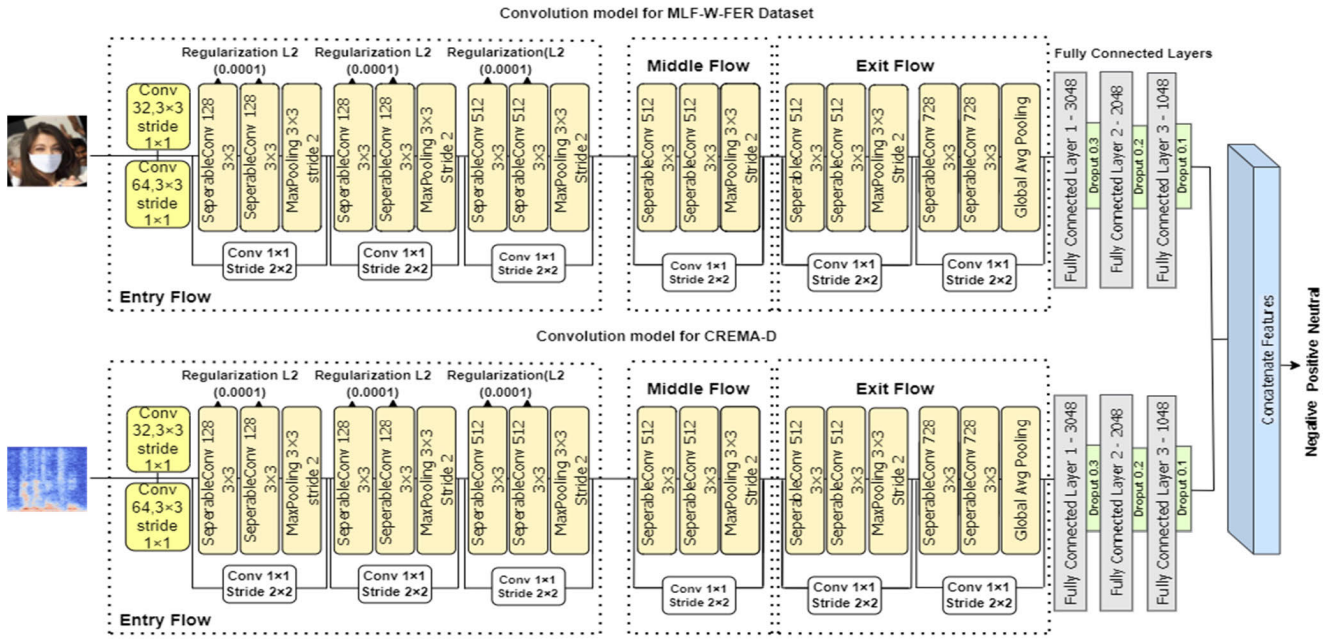 Convolution model for MLF-W-FER Dataset
Regularization L2
(0.0001)
Regularization L2
(0.0001)
Regularization(L2
(0.0001)
Middle Flow
Exit Flow
Fully Connected Layers
Conv
32,3×3
stride
1×1
Conv
64,3×3
stride
1×1
SeperableConv 128
3×3
SeperableConv 128
3×3
MaxPooling 3×3
stride 2
SeperableConv 128
3×3
SeperableConv 128
3×3
MaxPooling 3×3
Stride 2
SeperableConv 512
3×3
SeperableConv 512
3×3
MaxPooling 3×3
Stride 2
SeperableConv 512
3×3
SeperableConv 512
3×3
MaxPooling 3×3
Stride 2
SeperableConv 512
3×3
SeperableConv 512
3×3
MaxPooling 3×3
Stride 2
SeperableConv 728
3×3
SeperableConv 728
3×3
Global Avg Pooling
Fully Connected Layer 1 - 3048
Droput 0.3
Fully Connected Layer 2 - 2048
Droput 0.2
Fully Connected Layer 3 - 1048
Droput 0.1
Conv 1×1
Stride 2×2
Conv 1×1
Stride 2×2
Conv 1×1
Stride 2×2
Conv 1×1
Stride 2×2
Conv 1×1
Stride 2×2
Conv 1×1
Stride 2×2
Entry Flow
Convolution model for CREMA-D
Regularization L2
(0.0001)
Regularization L2
(0.0001)
Regularization(L2
(0.0001)
Middle Flow
Exit Flow
Conv
32,3×3
stride
1×1
Conv
64,3×3
stride
1×1
SeperableConv 128
3×3
SeperableConv 128
3×3
MaxPooling 3×3
stride 2
SeperableConv 128
3×3
SeperableConv 128
3×3
MaxPooling 3×3
Stride 2
SeperableConv 512
3×3
SeperableConv 512
3×3
MaxPooling 3×3
Stride 2
SeperableConv 512
3×3
SeperableConv 512
3×3
MaxPooling 3×3
Stride 2
SeperableConv 512
3×3
SeperableConv 512
3×3
MaxPooling 3×3
Stride 2
SeperableConv 728
3×3
SeperableConv 728
3×3
Global Avg Pooling
Fully Connected Layer 1 - 3048
Droput 0.3
Fully Connected Layer 2 - 2048
Droput 0.2
Fully Connected Layer 3 - 1048
Droput 0.1
Conv 1×1
Stride 2×2
Conv 1×1
Stride 2×2
Conv 1×1
Stride 2×2
Conv 1×1
Stride 2×2
Conv 1×1
Stride 2×2
Conv 1×1
Stride 2×2
Entry Flow
Concatenate Features
Negative Positive Neutral